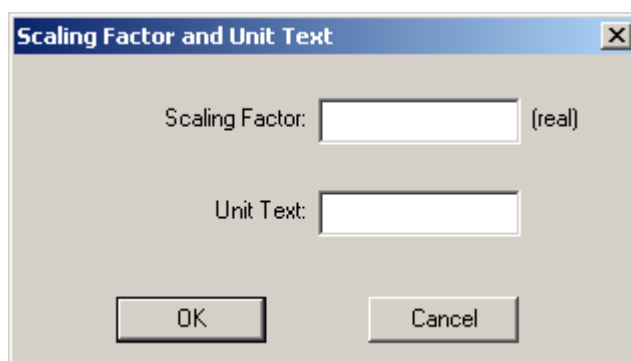 Scaling Factor and Unit Text
Scaling Factor: (real)
Unit Text:
OK Cancel